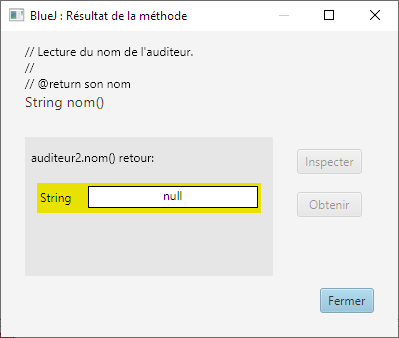 BlueJ : Résultat de la méthode
// Lecture du nom de l'auditeur.
//
// @return son nom
String nom()
auditeur2.nom() retour:
String null
Inspecter
Obtenir
Fermer